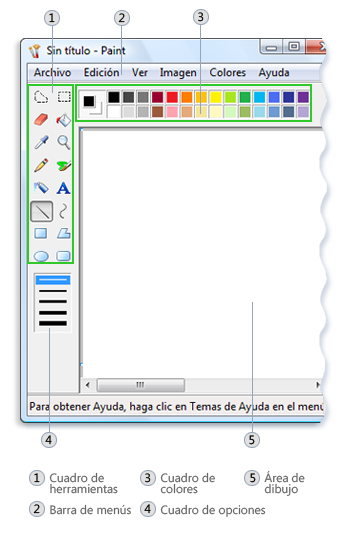 1 2 3
Sin título - Paint
Archivo Edición Ver Imagen Colores Ayuda
A
Para obtener Ayuda, haga clic en Temas de Ayuda en el menú
4 5
1 Cuadro de herramientas
3 Cuadro de colores
5 Área de dibujo
2 Barra de menús
4 Cuadro de opciones